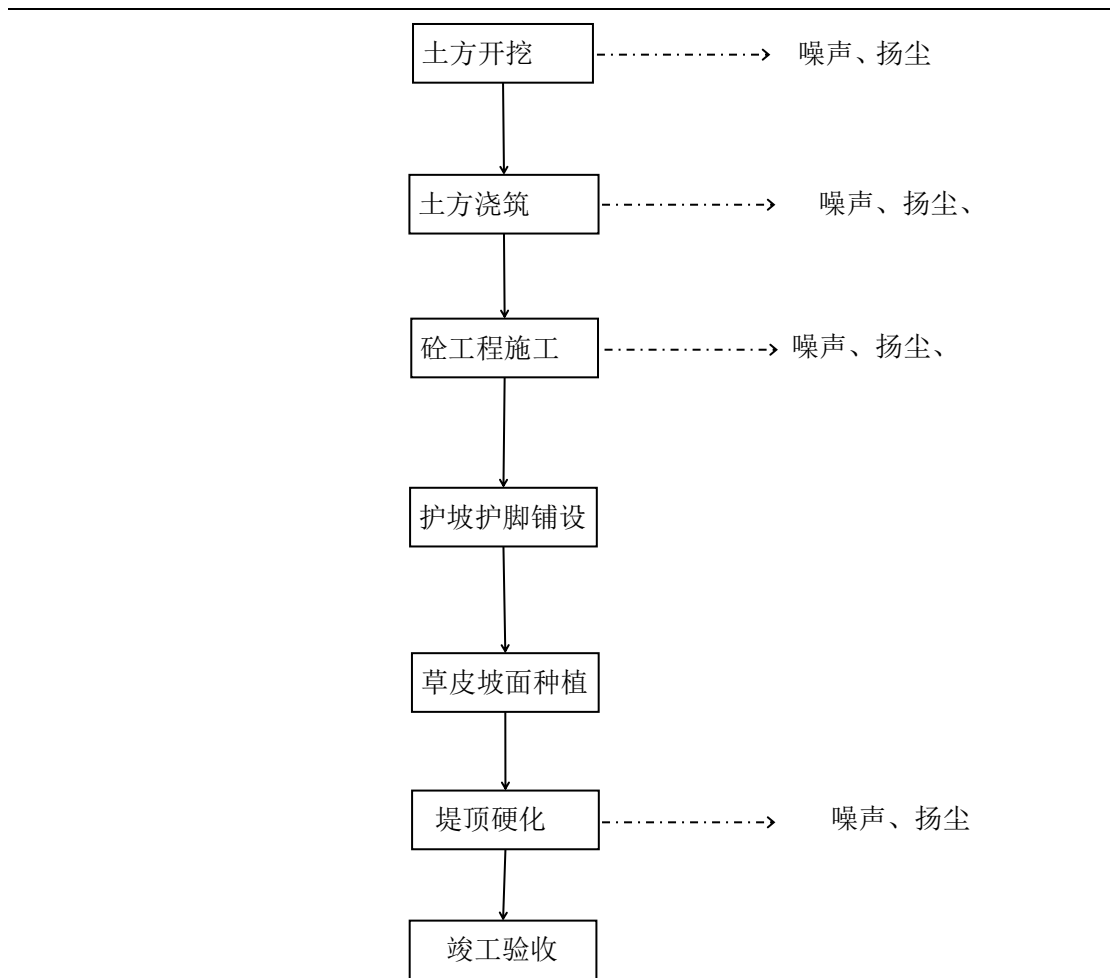 土方开挖 噪声、扬尘
土方浇筑 噪声、扬尘、
砼工程施工 噪声、扬尘、
护坡护脚铺设
草皮坡面种植
堤顶硬化 噪声、扬尘
竣工验收